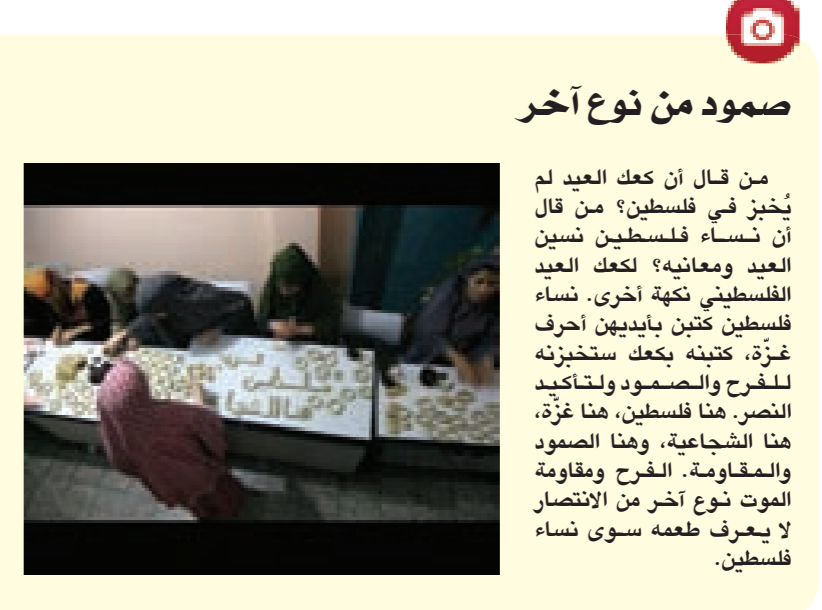 صمود من نوع آخر
من قال أن كعك العيد لم
يُخبز في فلسطين؟ من قال
أن نساء فلسطين نسين
العيد ومعانيه؟ لكعك العيد
الفلسطيني نكهة أخرى. نساء
فلسطين كتبن بأيديهن أحرف
غزّة، كتبنه بكعك ستخبزنه
للفرح والصمود ولتأكيد
النصر. هنا فلسطين، هنا غزّة،
هنا الشجاعية، وهنا الصمود
والمقاومة. الفرح ومقاومة
الموت نوع آخر من الانتصار
لا يعرف طعمه سوى نساء
فلسطين.